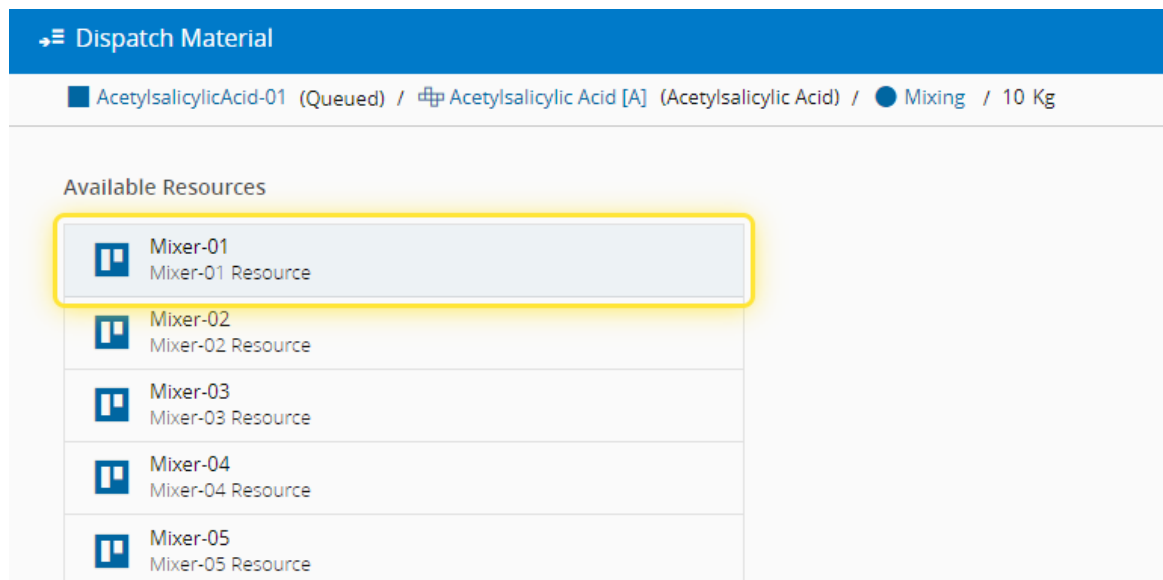 Dispatch Material
AcetylsalicylicAcid-01 (Queued) / Acetylsalicylic Acid [A] (Acetylsalicylic Acid) / Mixing / 10 Kg
Available Resources
Mixer-01
Mixer-01 Resource
Mixer-02
Mixer-02 Resource
Mixer-03
Mixer-03 Resource
Mixer-04
Mixer-04 Resource
Mixer-05
Mixer-05 Resource